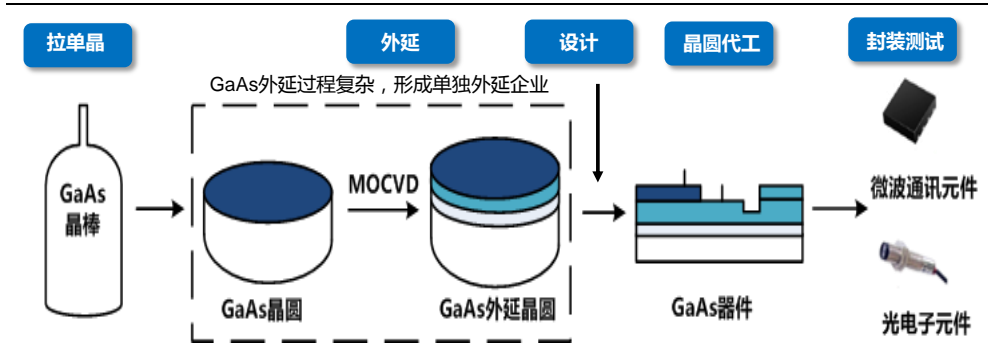 拉单晶
外延
设计
晶圆代工
封装测试
GaAs外延过程复杂，形成单独外延企业
GaAs
晶棒
MOCVD
微波通讯元件
GaAs晶圆
GaAs外延晶圆
GaAs器件
光电子元件